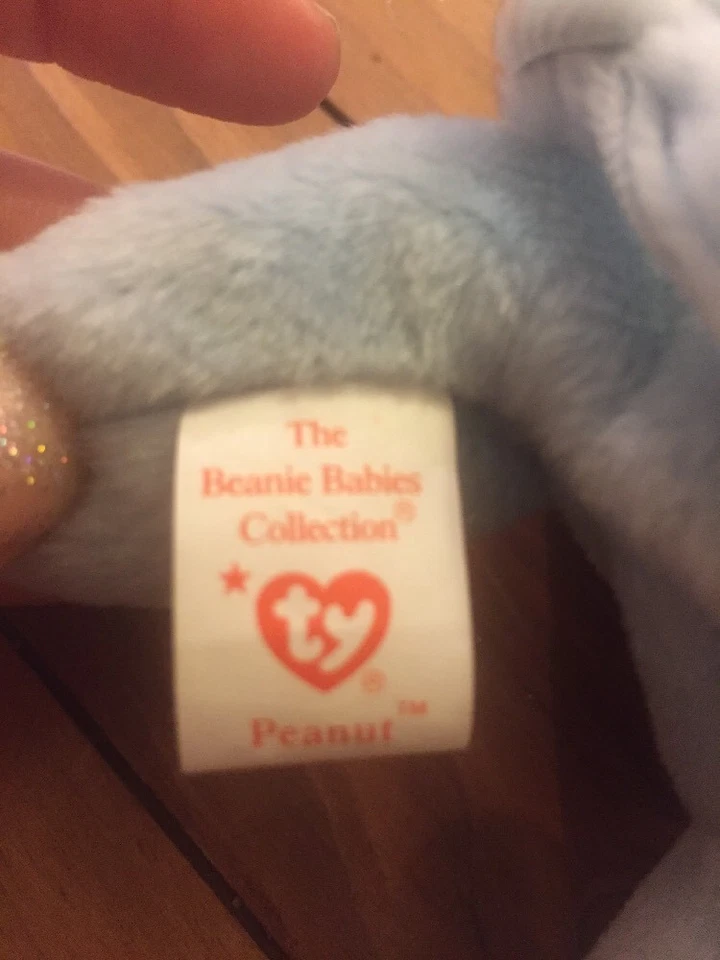 The
Beanie Babies
Collection®
ty®
Peanut™